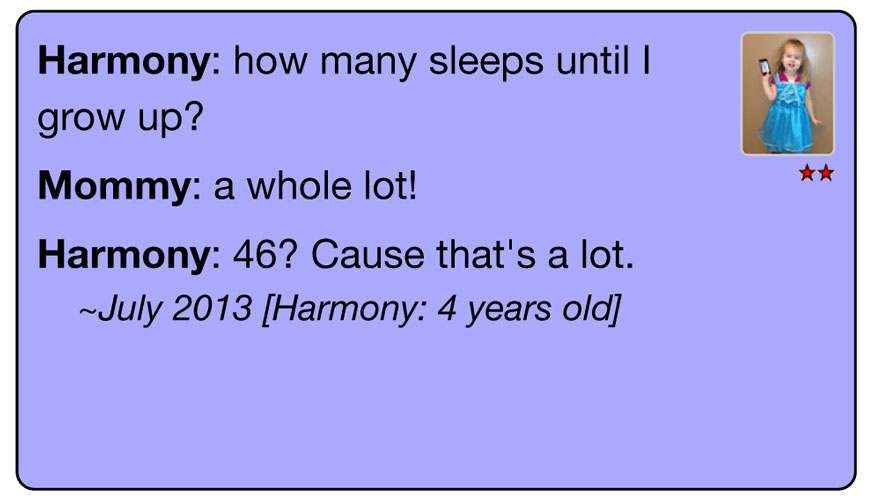 Harmony: how many sleeps until I
grow up?
Mommy: a whole lot!
Harmony: 46? Cause that's a lot.
~July 2013 [Harmony: 4 years old]